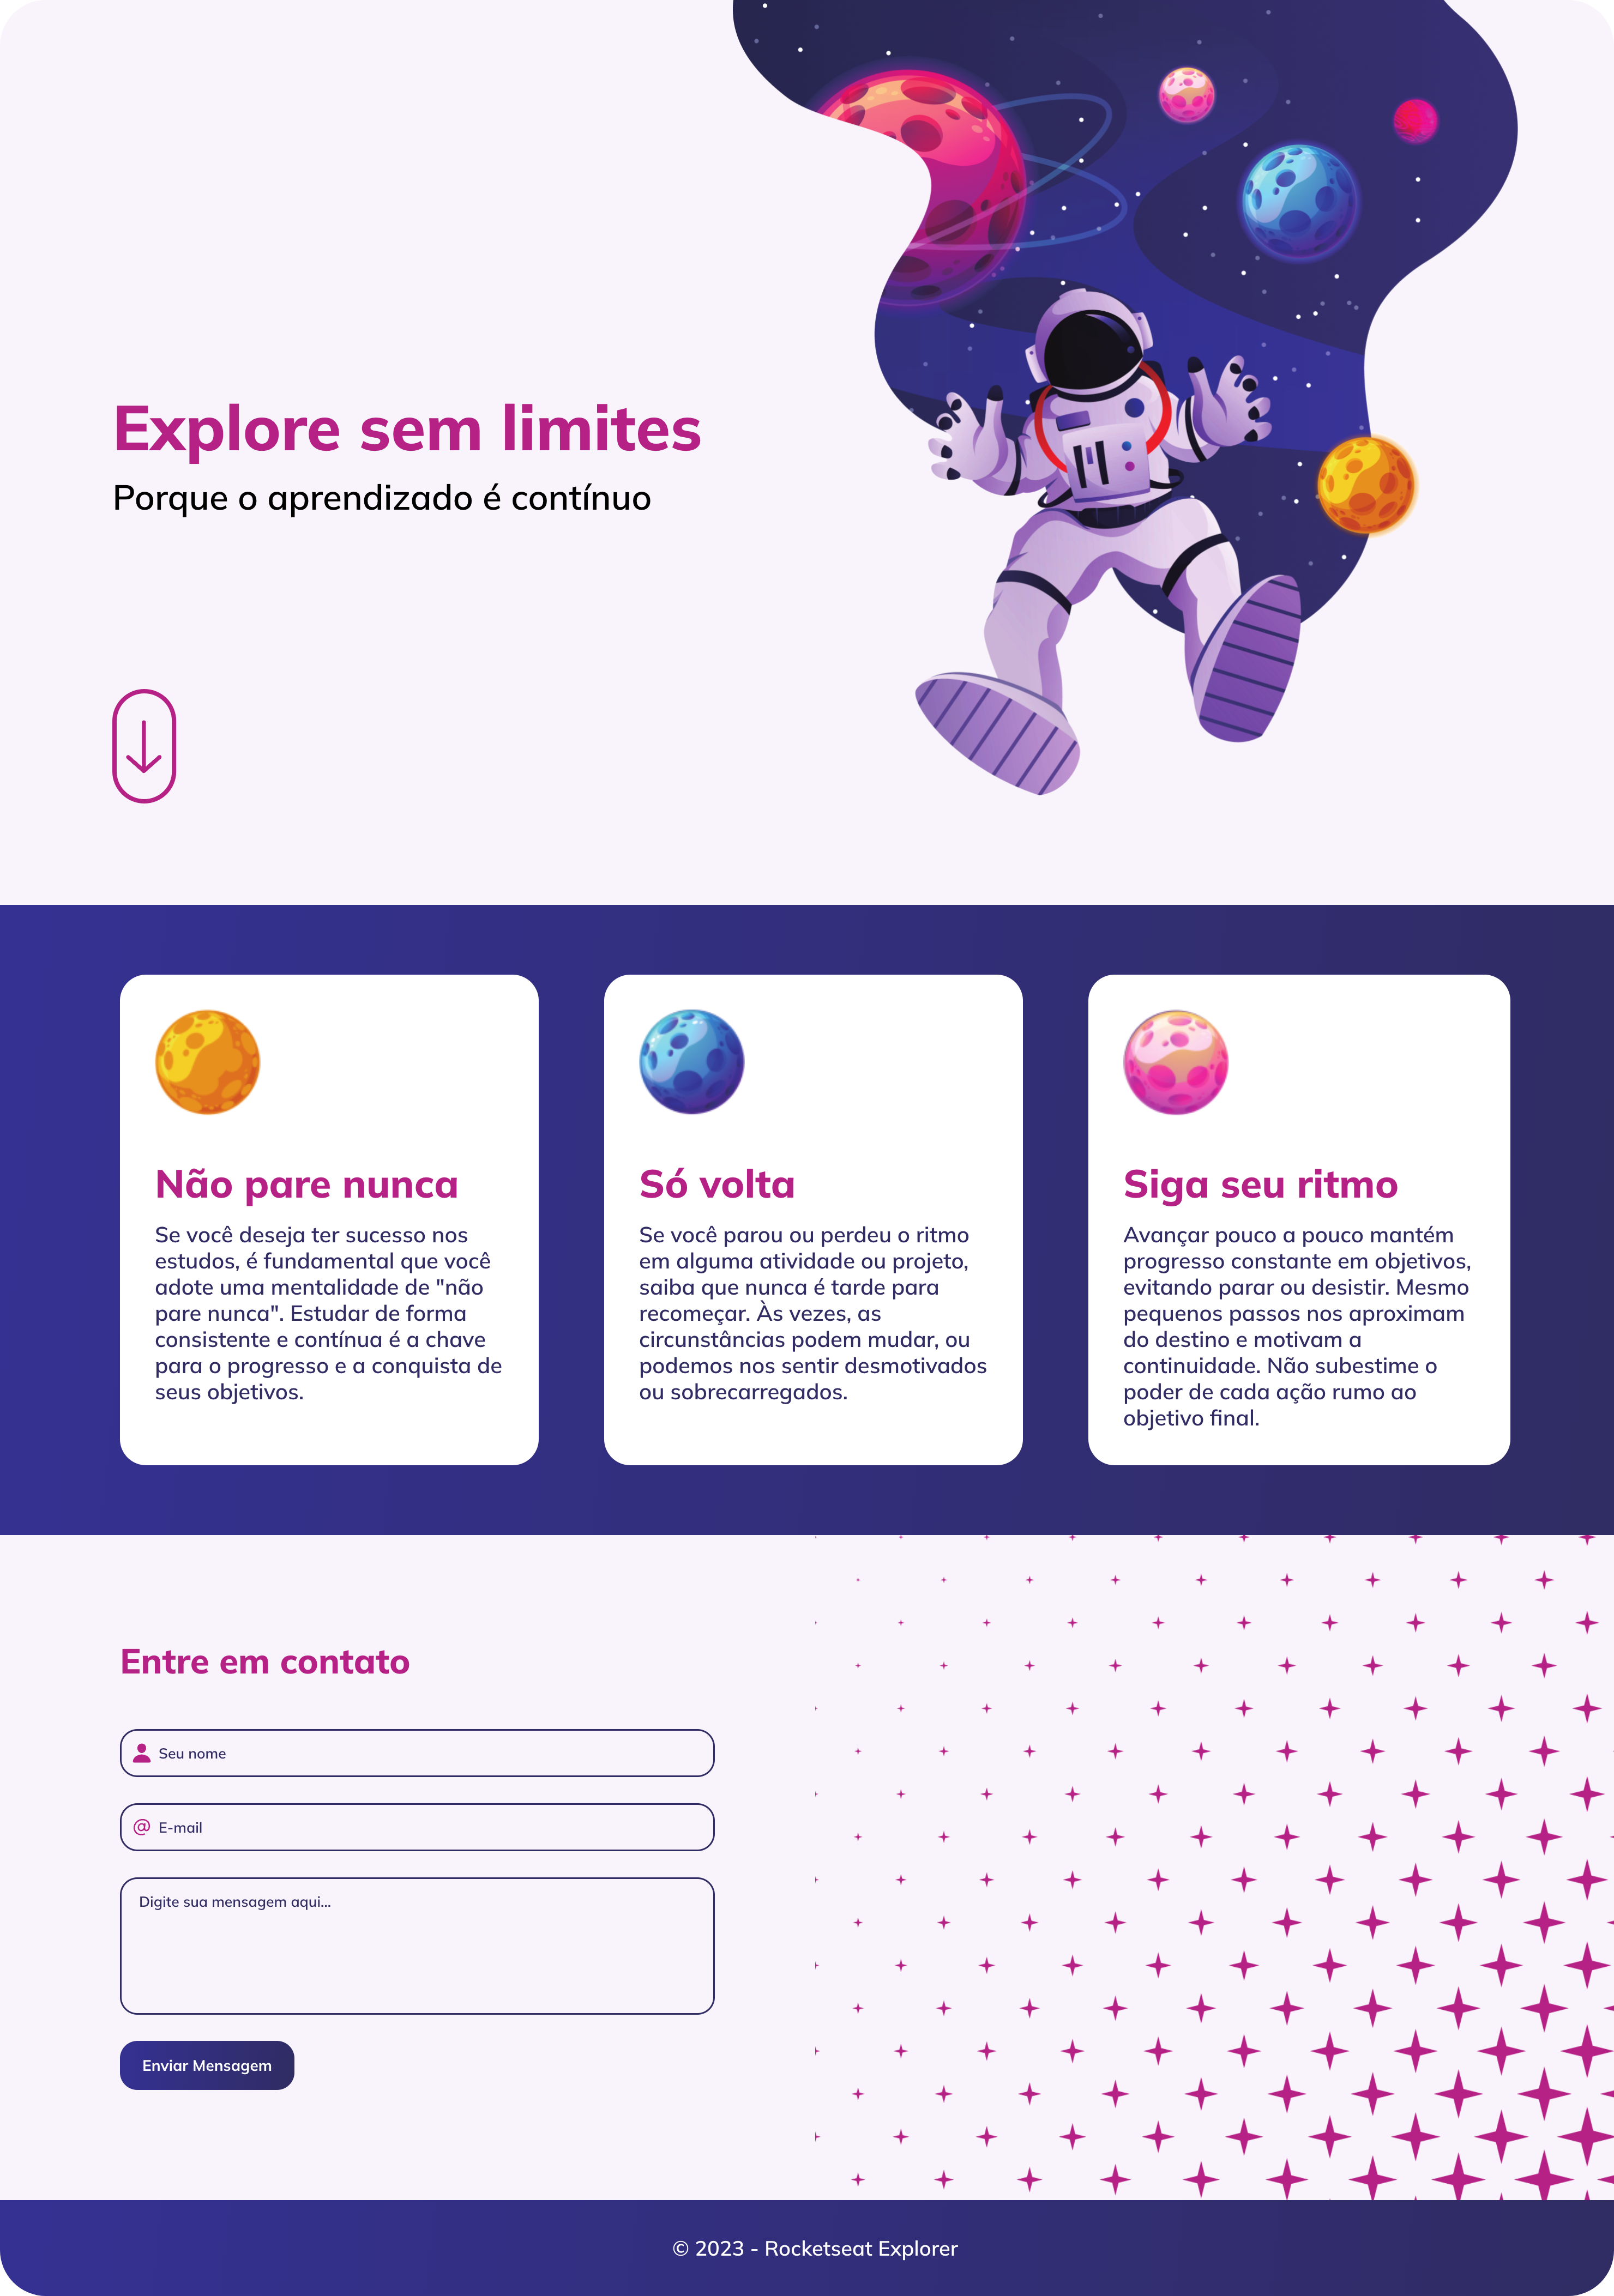 Explore sem limites
Porque o aprendizado é contínuo
Não pare nunca
Se você deseja ter sucesso nos
estudos, é fundamental que você
adote uma mentalidade de "não
pare nunca". Estudar de forma
consistente e contínua é a chave
para o progresso e a conquista de
seus objetivos.
Só volta
Se você parou ou perdeu o ritmo
em alguma atividade ou projeto,
saiba que nunca é tarde para
recomeçar. Às vezes, as
circunstâncias podem mudar, ou
podemos nos sentir desmotivados
ou sobrecarregados.
Siga seu ritmo
Avançar pouco a pouco mantém
progresso constante em objetivos,
evitando parar ou desistir. Mesmo
pequenos passos nos aproximam
do destino e motivam a
continuidade. Não subestime o
poder de cada ação rumo ao
objetivo final.
Entre em contato
Seu nome
@ E-mail
Digite sua mensagem aqui...
Enviar Mensagem
© 2023 - Rocketseat Explorer